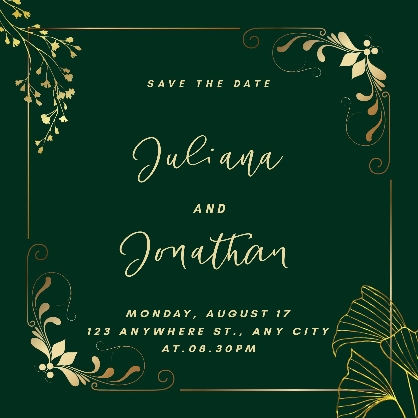 SAVE THE DATE
Juliana
AND
Jonathan
MONDAY, AUGUST 17
123 ANYWHERE ST., ANY CITY
AT.08.30PM